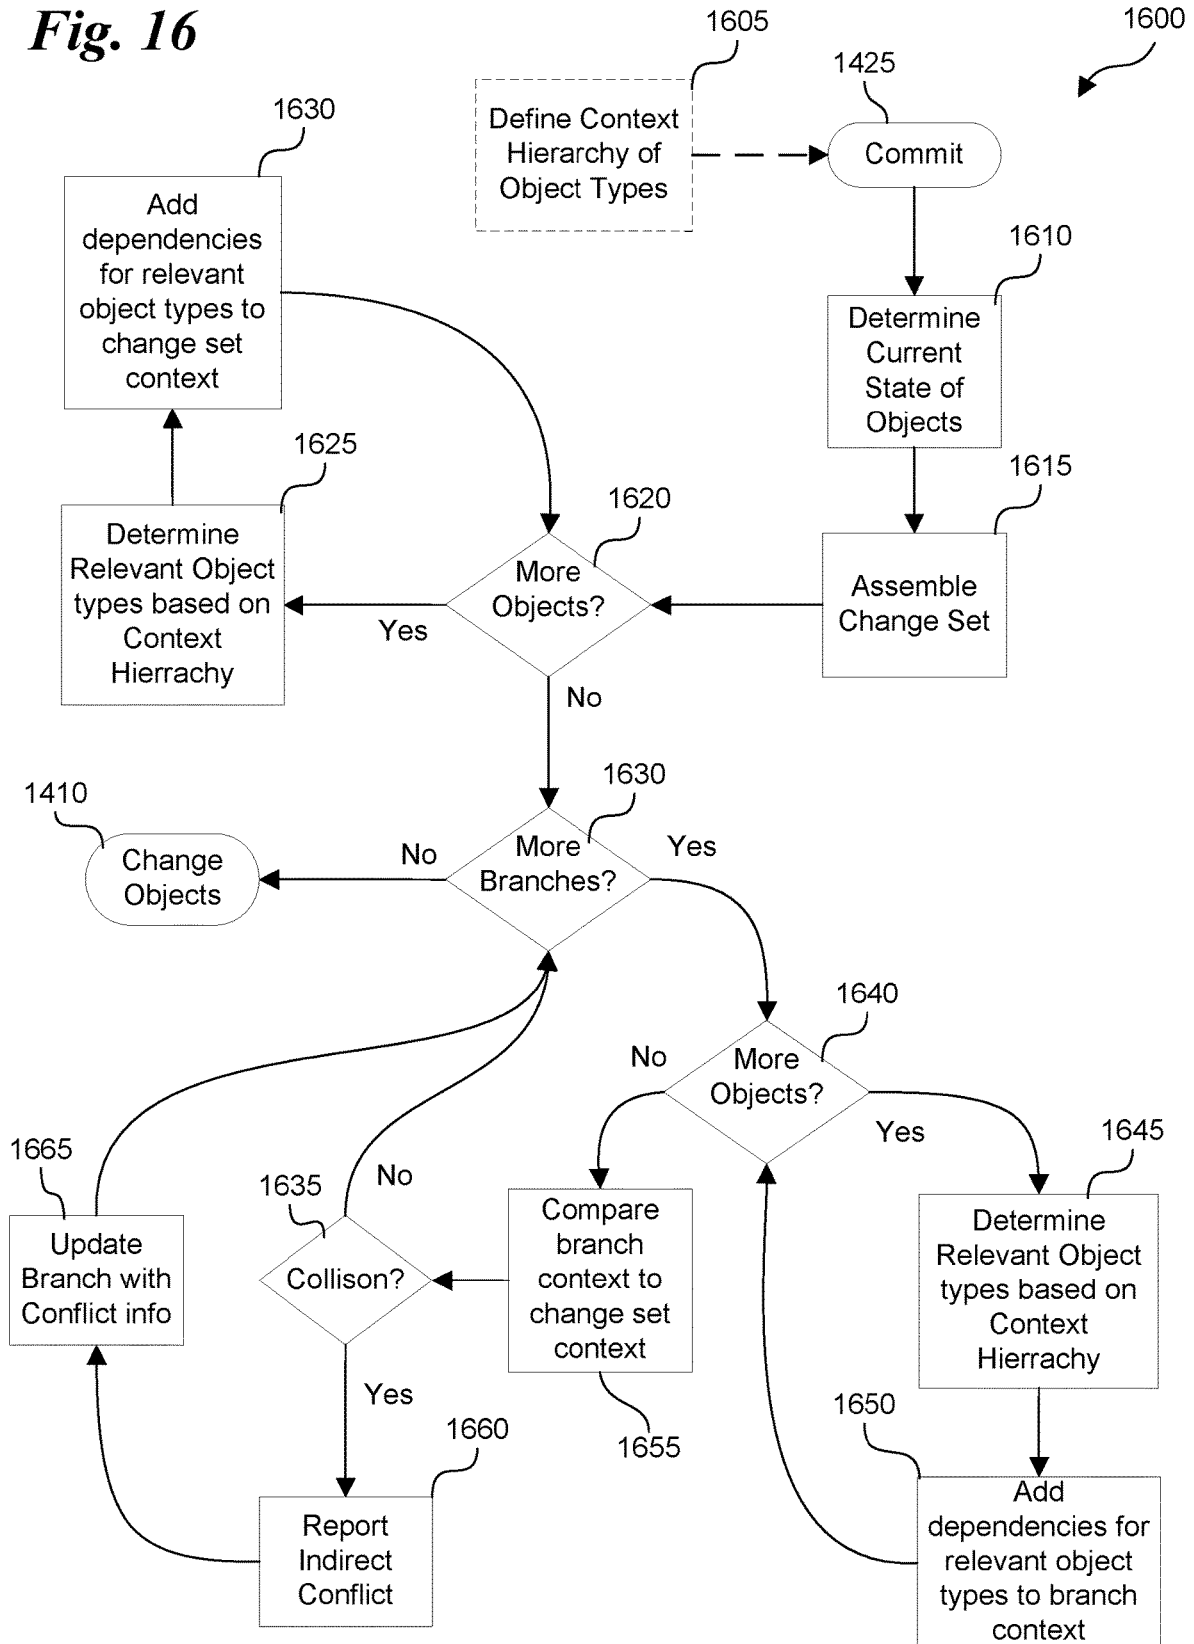 Fig. 16
1605
1600
1425
Define Context
Hierarchy of
Object Types
Commit
1630
Add
dependencies
for relevant
object types to
change set
context
1610
Determine
Current
State of
Objects
1625
Determine
Relevant Object
types based on
Context
Hierrachy
1620
More
Objects?
Yes
No
1615
Assemble
Change Set
1410
Change
Objects
No
1630
More
Branches?
Yes
1640
More
Objects?
No
Yes
1665
Update
Branch with
Conflict info
1635
Collison?
No
Yes
Compare
branch
context to
change set
context
1655
1645
Determine
Relevant Object
types based on
Context
Hierrachy
1660
Report
Indirect
Conflict
1650
Add
dependencies for
relevant object
types to branch
context